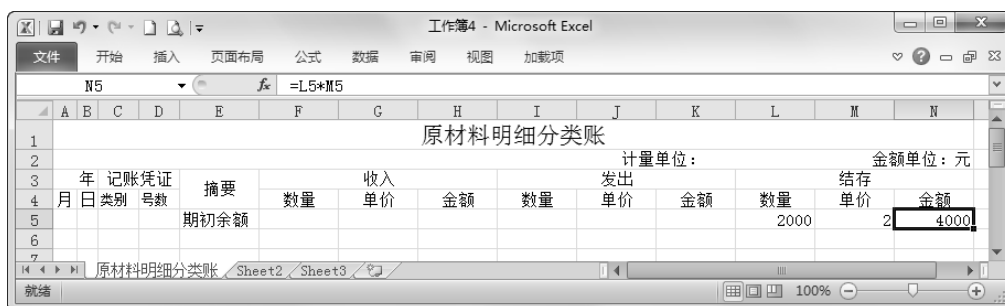 工作簿4 - Microsoft Excel
文件 开始 插入 页面布局 公式 数据 审阅 视图 加载项
N5 fx =L5*M5
A B C D E F G H I J K L M N
1 原材料明细分类账
2 计量单位： 金额单位：元
3 年 记账凭证 摘要 收入 发出 结存
4 月 日 类别 号数 数量 单价 金额 数量 单价 金额 数量 单价 金额
5 期初余额 2000 2 4000
6
7
原材料明细分类账 Sheet2 Sheet3
就绪 100%